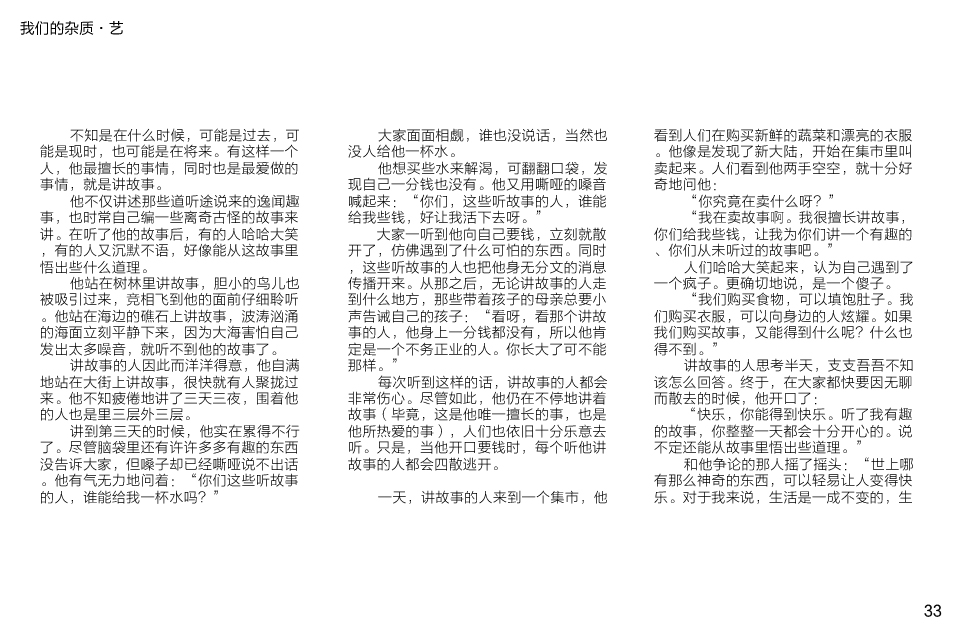 我们的杂质·艺
不知是在什么时候，可能是过去，可
能是现时，也可能是在将来。有这样一个
人，他最擅长的事情，同时也是最爱做的
事情，就是讲故事。
他不仅讲述那些道听途说来的逸闻趣
事，也时常自己编一些离奇古怪的故事来
讲。在听了他的故事后，有的人哈哈大笑
，有的人又沉默不语，好像能从这故事里
悟出些什么道理。
他站在树林里讲故事，胆小的鸟儿也
被吸引过来，竞相飞到他的面前仔细聆听
。他站在海边的礁石上讲故事，波涛汹涌
的海面立刻平静下来，因为大海害怕自己
发出太多噪音，就听不到他的故事了。
讲故事的人因此而洋洋得意，他自满
地站在大街上讲故事，很快就有人聚拢过
来。他不知疲倦地讲了三天三夜，围着他
的人也是里三层外三层。
讲到第三天的时候，他实在累得不行
了。尽管脑袋里还有许许多多有趣的东西
没告诉大家，但嗓子却已经嘶哑说不出话
。他有气无力地问着：“你们这些听故事
的人，谁能给我一杯水吗？”
大家面面相觑，谁也没说话，当然也
没人给他一杯水。
他想买些水来解渴，可翻翻口袋，发
现自己一分钱也没有。他又用嘶哑的嗓音
喊起来：“你们，这些听故事的人，谁能
给我些钱，好让我活下去呀。”
大家一听到他向自己要钱，立刻就散
开了，仿佛遇到了什么可怕的东西。同时
，这些听故事的人也把他身无分文的消息
传播开来。从那之后，无论讲故事的人走
到什么地方，那些带着孩子的母亲总要小
声告诫自己的孩子：“看呀，看那个讲故
事的人，他身上一分钱都没有，所以他肯
定是一个不务正业的人。你长大了可不能
那样。”
每次听到这样的话，讲故事的人都会
非常伤心。尽管如此，他仍在不停地讲着
故事（毕竟，这是他唯一擅长的事，也是
他所热爱的事），人们也依旧十分乐意去
听。只是，当他开口要钱时，每个听他讲
故事的人都会四散逃开。
一天，讲故事的人来到一个集市，他
看到人们在购买新鲜的蔬菜和漂亮的衣服
。他像是发现了新大陆，开始在集市里叫
卖起来。人们看到他两手空空，就十分好
奇地问他：
“你究竟在卖什么呀？”
“我在卖故事啊。我很擅长讲故事，
你们给我些钱，让我为你们讲一个有趣的
、你们从未听过的故事吧。”
人们哈哈大笑起来，认为自己遇到了
一个疯子。更确切地说，是一个傻子。
“我们购买食物，可以填饱肚子。我
们购买衣服，可以向身边的人炫耀。如果
我们购买故事，又能得到什么呢？什么也
得不到。”
讲故事的人思考半天，支支吾吾不知
该怎么回答。终于，在大家都快要因无聊
而散去的时候，他开口了：
“快乐，你能得到快乐。听了我有趣
的故事，你整整一天都会十分开心的。说
不定还能从故事里悟出些道理。”
和他争论的那人摇了摇头：“世上哪
有那么神奇的东西，可以轻易让人变得快
乐。对于我来说，生活是一成不变的，生
33